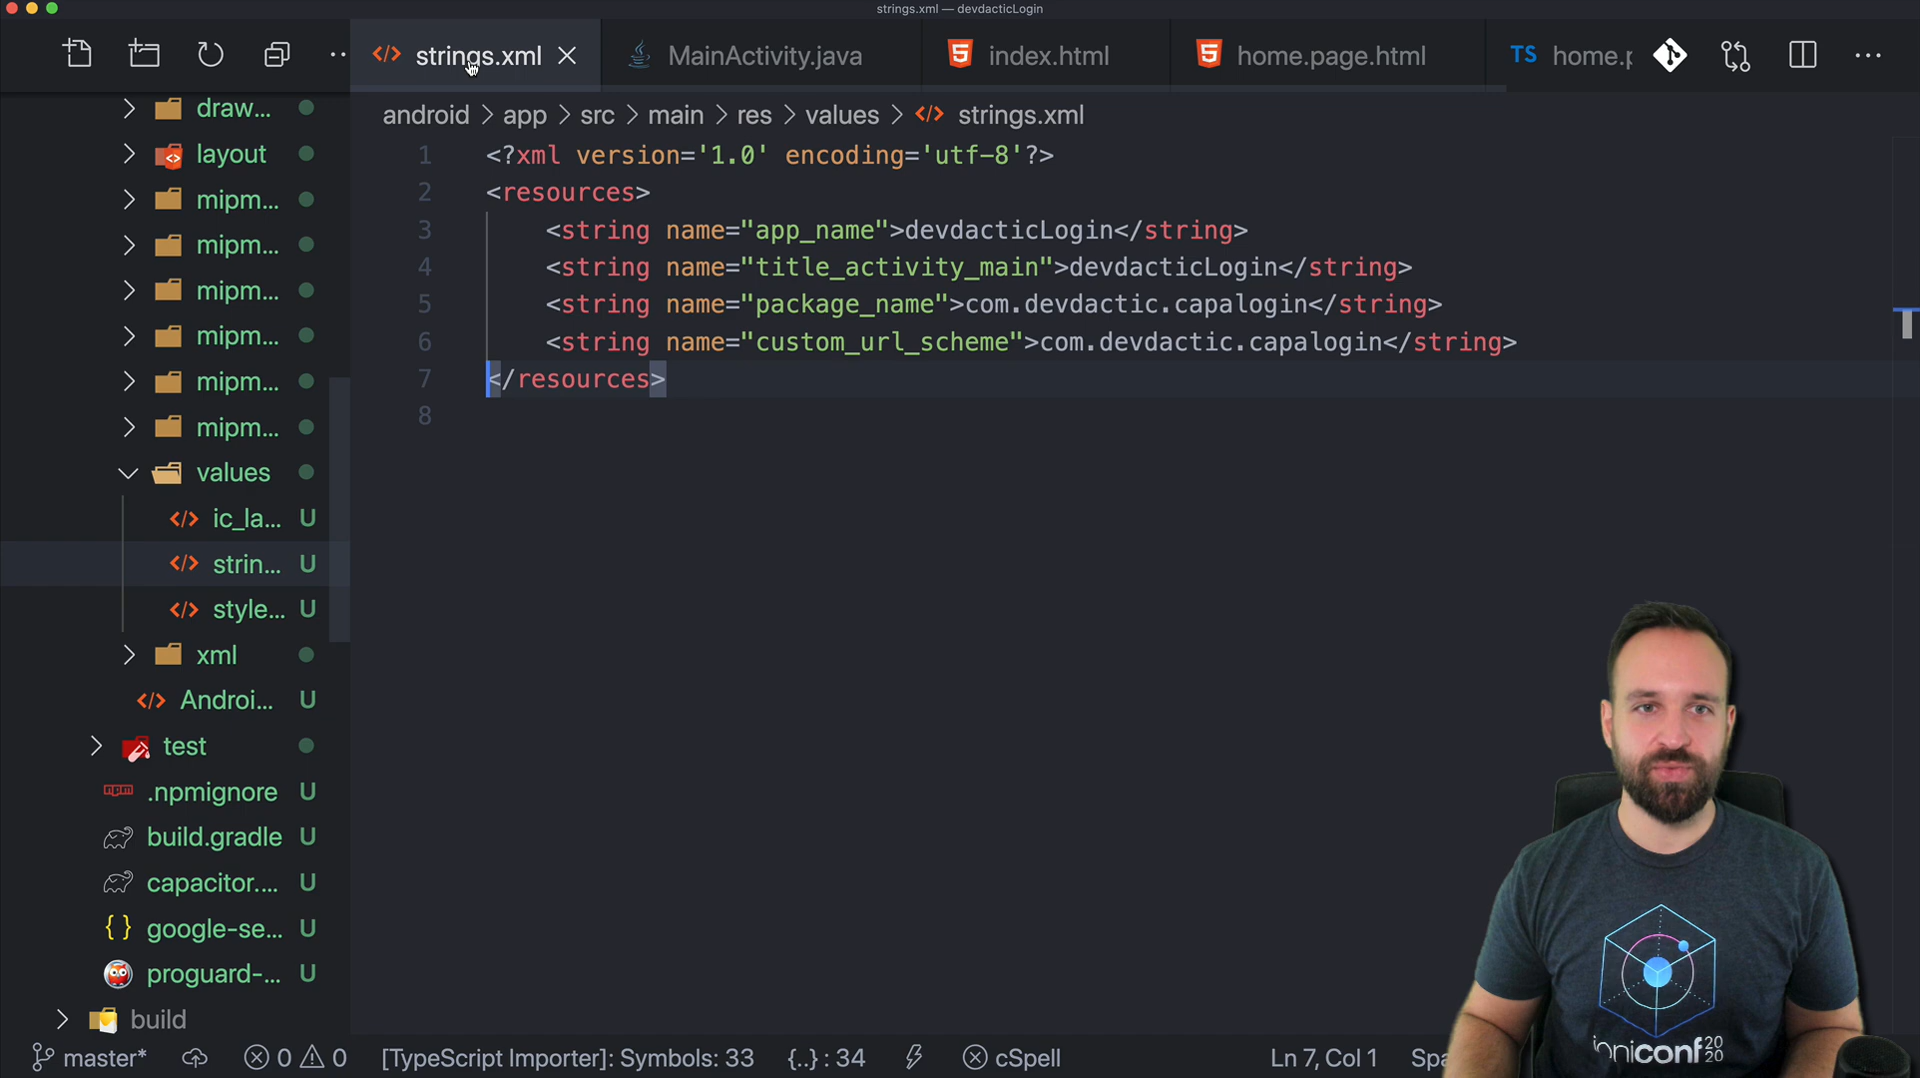 strings.xml — devdacticLogin
strings.xml
MainActivity.java
index.html
home.page.html
TS home.p
android > app > src > main > res > values > strings.xml
draw...
layout
mipm...
mipm...
mipm...
mipm...
mipm...
mipm...
values
ic_la... U
strin... U
style... U
xml
Androi... U
test
.npmignore U
build.gradle U
capacitor.... U
google-se... U
proguard-... U
build
1 <?xml version='1.0' encoding='utf-8'?>
2 <resources>
3 <string name="app_name">devdacticLogin</string>
4 <string name="title_activity_main">devdacticLogin</string>
5 <string name="package_name">com.devdactic.capalogin</string>
6 <string name="custom_url_scheme">com.devdactic.capalogin</string>
7 </resources>
8
ioniconf 2020
master* 0 0 [TypeScript Importer]: Symbols: 33 {..} : 34 cSpell Ln 7, Col 1 Spa